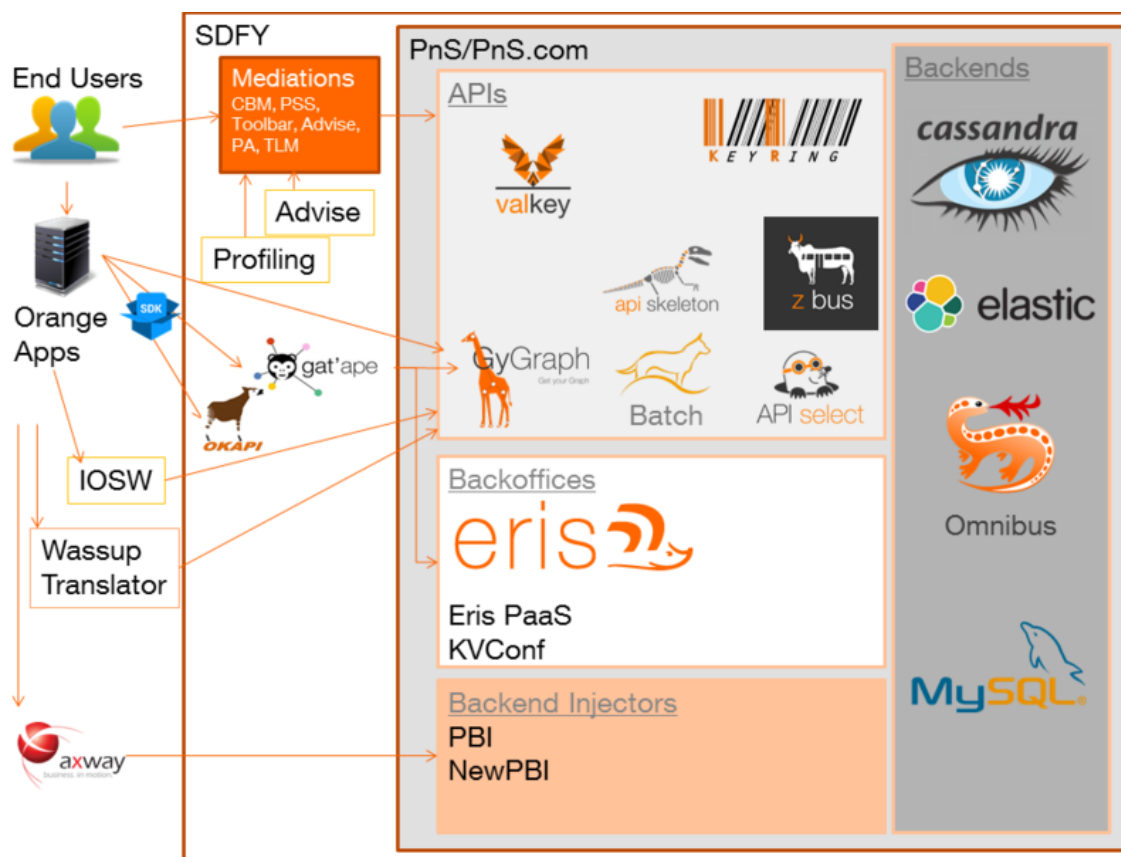 SDFY
PnS/PnS.com
End Users
Mediations
CBM, PSS,
Toolbar, Advise,
PA, TLM
APIs
KEYRING
valkey
Backends
cassandra
Advise
Profiling
api skeleton
z bus
elastic
SDK
Orange
Apps
gat'ape
OKAPI
GyGraph
Get your Graph
Batch
API select
Omnibus
IOSW
Wassup
Translator
Backoffices
eris
Eris PaaS
KVConf
MySQL®
Backend Injectors
PBI
NewPBI
axway
business in motion